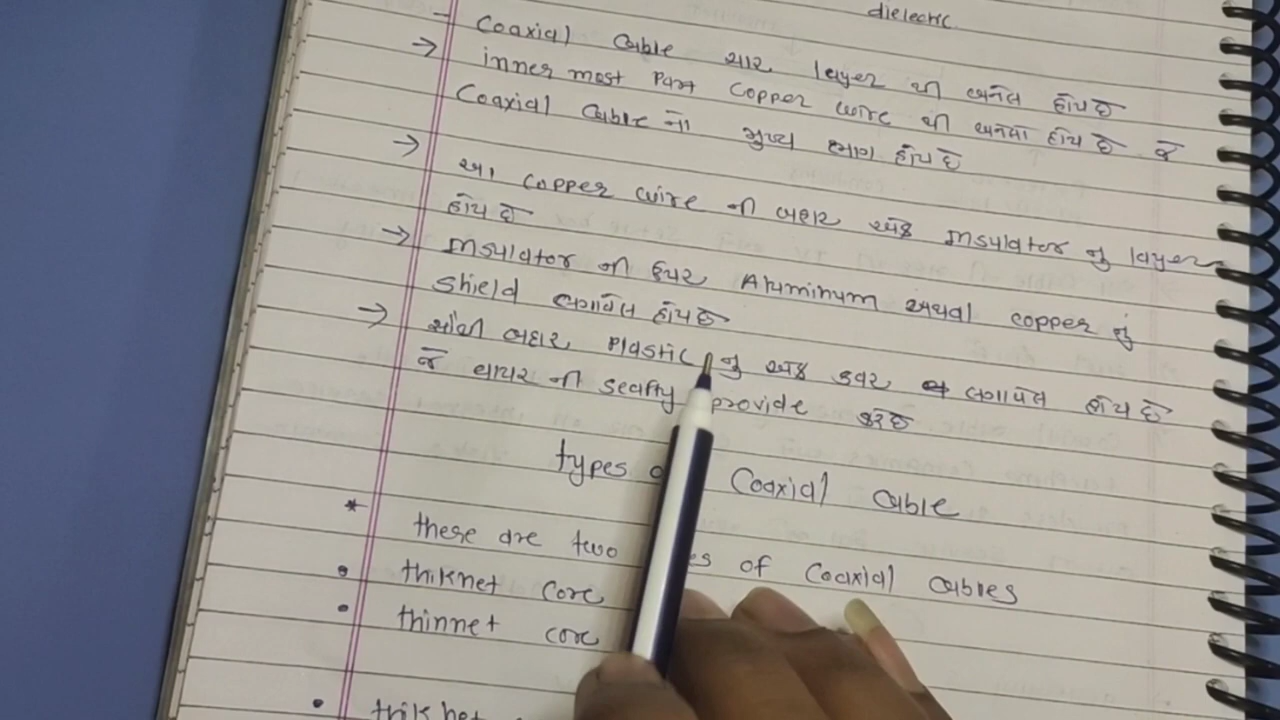 dielectric
Coaxial Cable ચાર layer થી બનેલ હોય છે
→ inner most part copper wire થી બનેલો હોય છે જે
Coaxial Cable નો મુખ્ય ભાગ હોય છે
→ આ copper wire ની બહાર એક insulator નું layer
હોય છે
→ insulator ની ઉપર Aluminum અથવા copper નું
shield લગાવેલ હોય છે
→ સૌથી બહાર Plastic નું એક કવર લગાવેલ હોય છે
જે વાયર ની seafty provide કરે છે
types Coaxial Cable
* there are two of Coaxial Cables
• thiknet core
• thinnet core
•